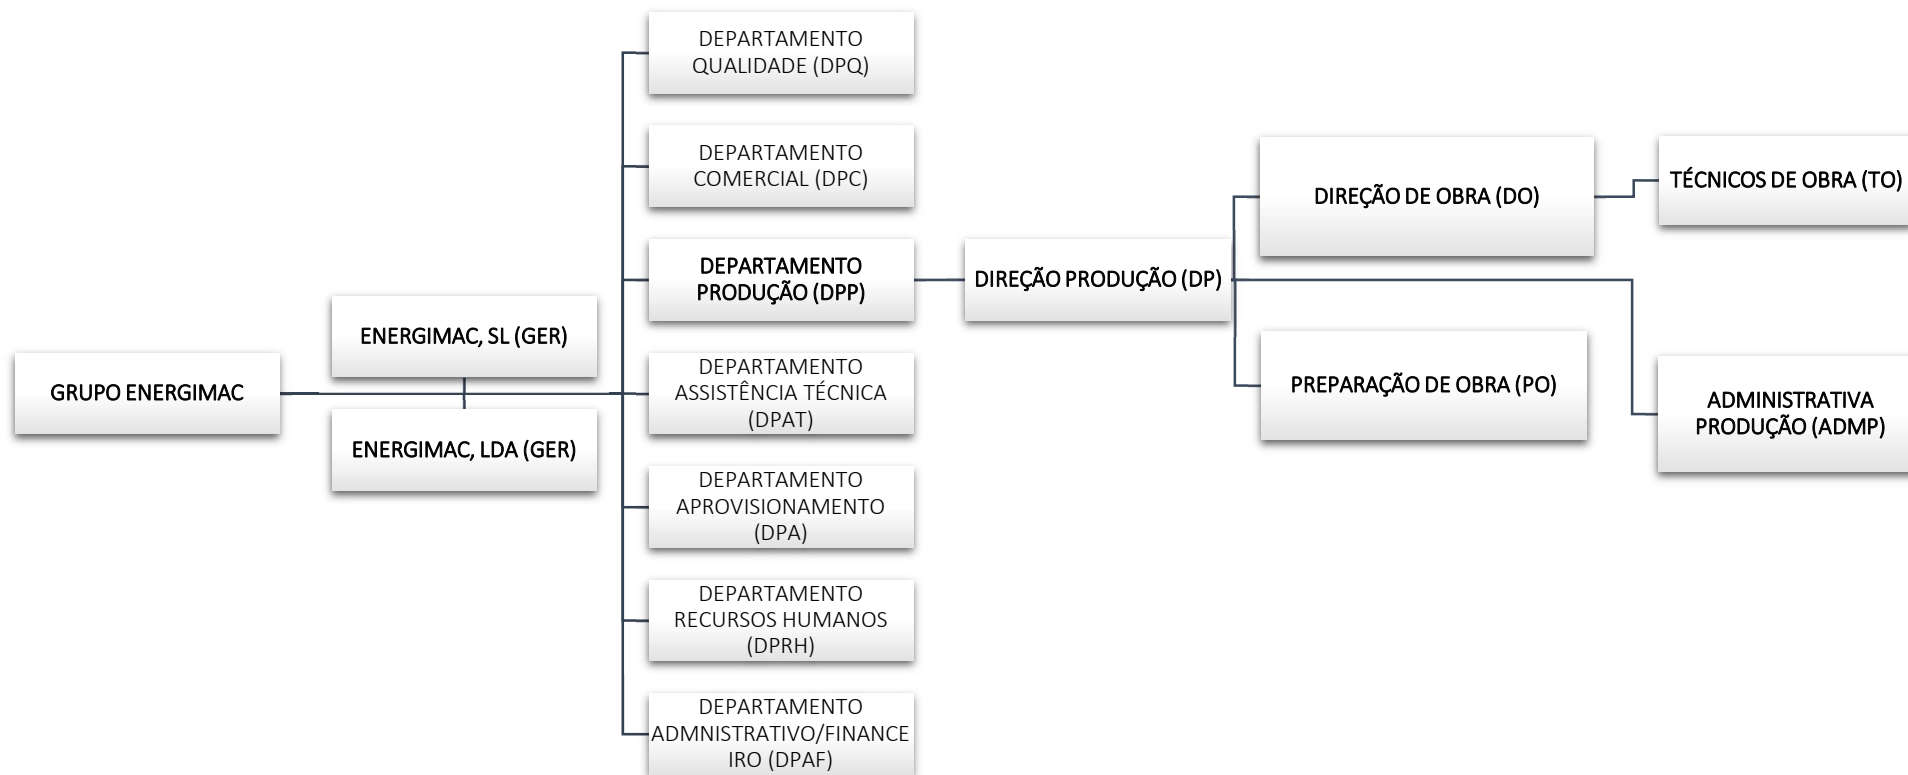 GRUPO ENERGIMAC
ENERGIMAC, SL (GER)
ENERGIMAC, LDA (GER)
DEPARTAMENTO
QUALIDADE (DPQ)
DEPARTAMENTO
COMERCIAL (DPC)
DEPARTAMENTO
PRODUÇÃO (DPP)
DEPARTAMENTO
ASSISTÊNCIA TÉCNICA
(DPAT)
DEPARTAMENTO
APROVISIONAMENTO
(DPA)
DEPARTAMENTO
RECURSOS HUMANOS
(DPRH)
DEPARTAMENTO
ADMNISTRATIVO/FINANCE
IRO (DPAF)
DIREÇÃO PRODUÇÃO (DP)
DIREÇÃO DE OBRA (DO)
PREPARAÇÃO DE OBRA (PO)
TÉCNICOS DE OBRA (TO)
ADMINISTRATIVA
PRODUÇÃO (ADMP)